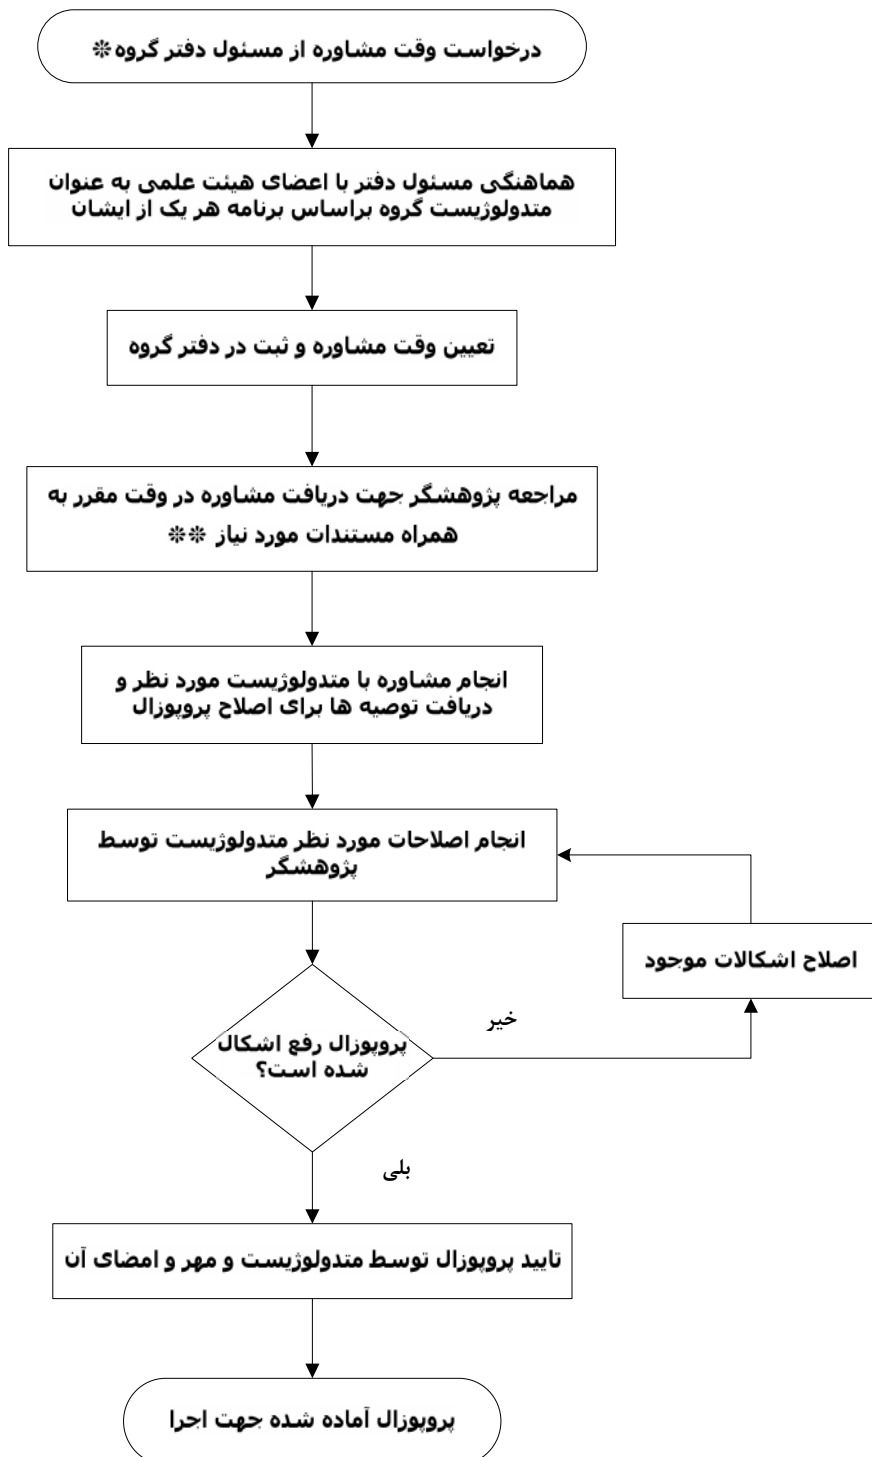 درخواست وقت مشاوره از مسئول دفتر گروه❊
هماهنگی مسئول دفتر با اعضای هیئت علمی به عنوان
متدولوژیست گروه براساس برنامه هر یک از ایشان
تعیین وقت مشاوره و ثبت در دفتر گروه
مراجعه پژوهشگر جهت دریافت مشاوره در وقت مقرر به
همراه مستندات مورد نیاز ❊❊
انجام مشاوره با متدولوژیست مورد نظر و
دریافت توصیه ها برای اصلاح پروپوزال
انجام اصلاحات مورد نظر متدولوژیست توسط
پژوهشگر
اصلاح اشکالات موجود
خیر
پروپوزال رفع اشکال
شده است؟
بلی
تایید پروپوزال توسط متدولوژیست و مهر و امضای آن
پروپوزال آماده شده جهت اجرا